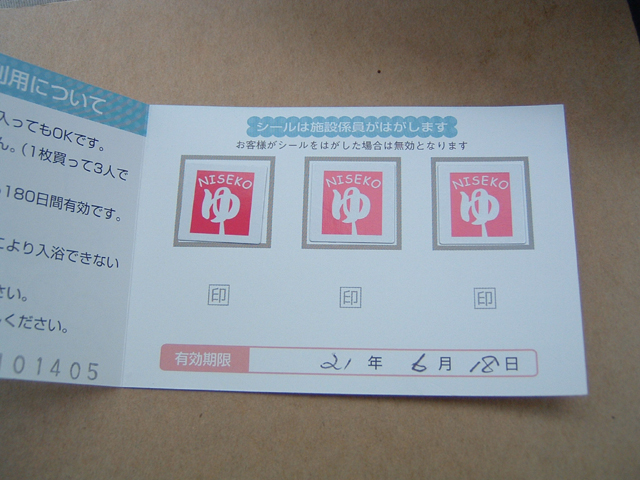 利用について
入ってもOKです。
ん。(1枚買って3人で
180日間有効です。
により入浴できない
さい。
ください。
101405
シールは施設係員がはがします
お客様がシールをはがした場合は無効となります
NISEKO NISEKO NISEKO
ゆ ゆ ゆ
印 印 印
有効期限 21 年 6 月 18 日